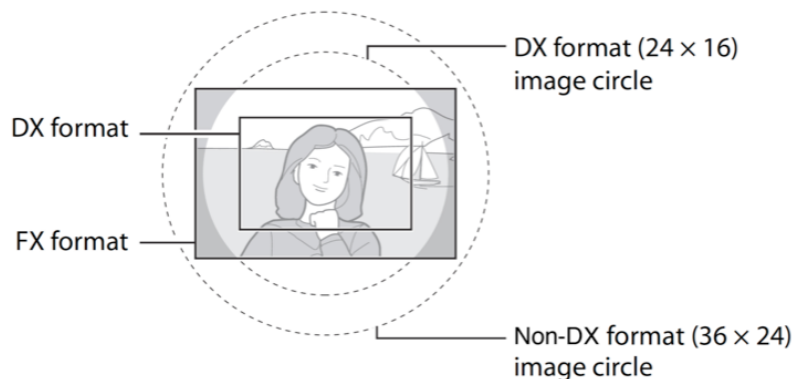 DX format (24 × 16)
image circle
DX format
FX format
Non-DX format (36 × 24)
image circle